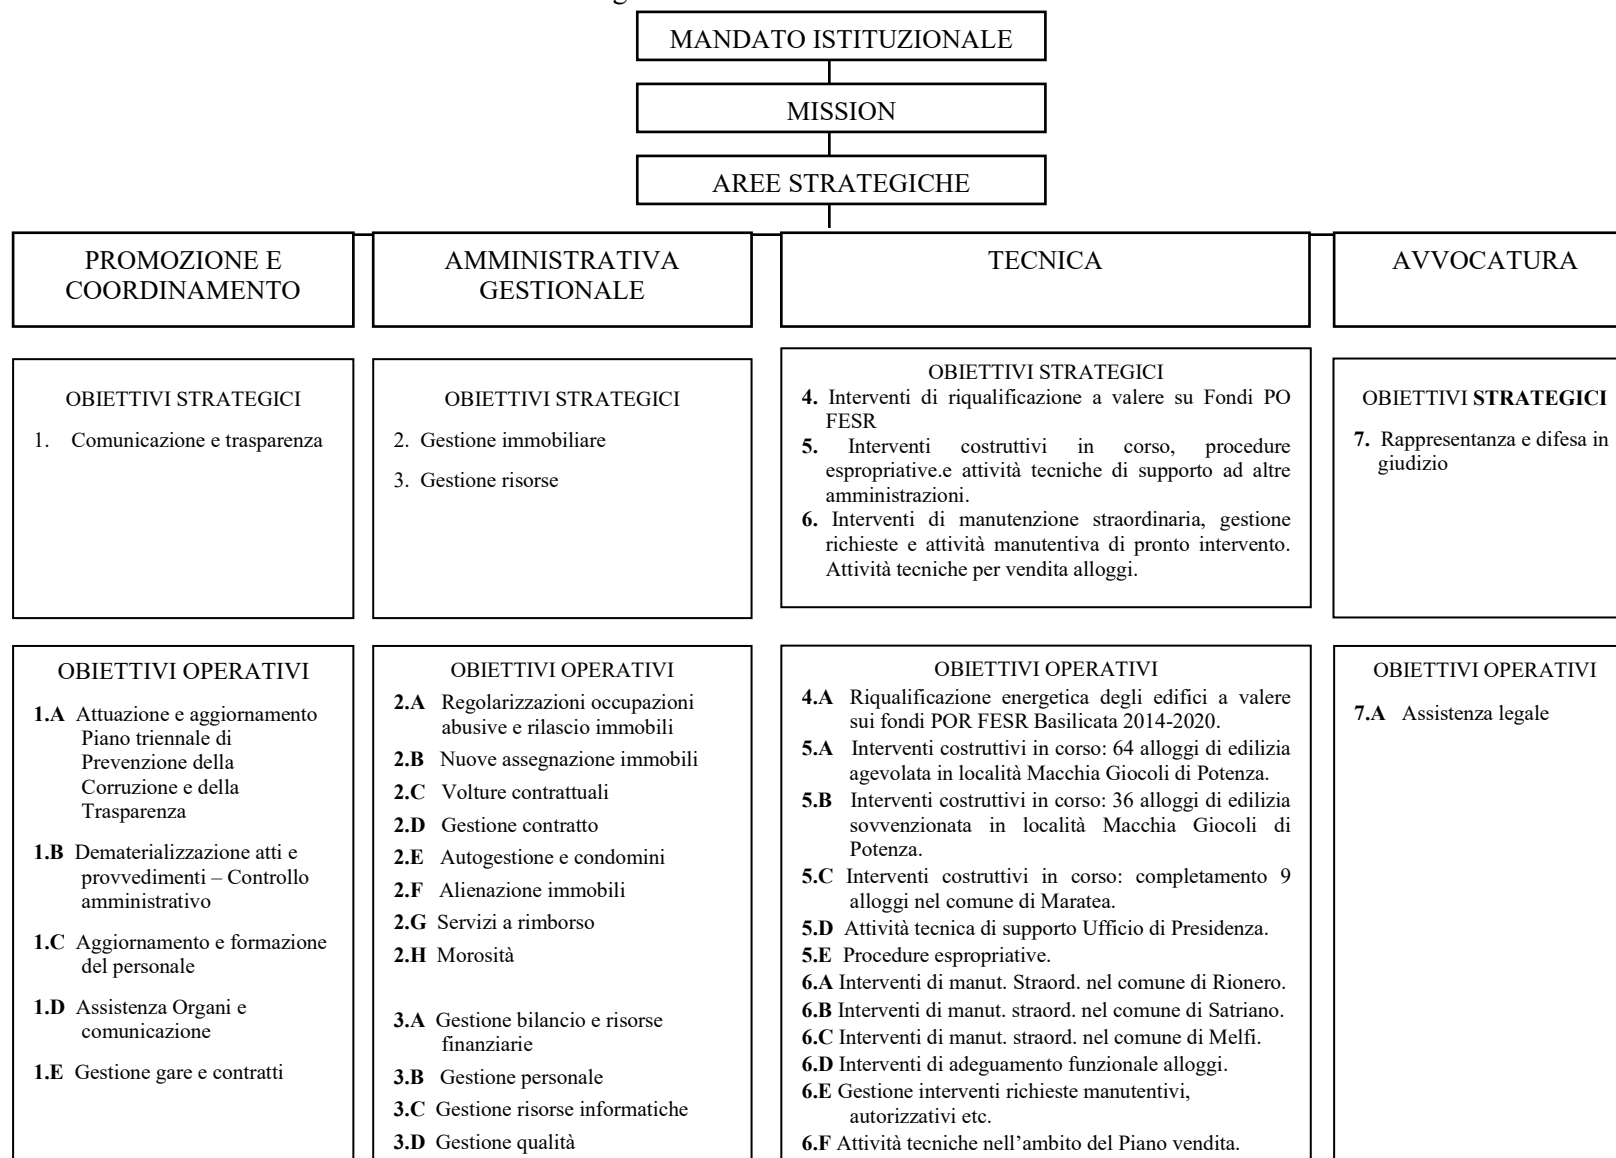 MANDATO ISTITUZIONALE
MISSION
AREE STRATEGICHE
PROMOZIONE E
COORDINAMENTO
AMMINISTRATIVA
GESTIONALE
TECNICA
AVVOCATURA
OBIETTIVI STRATEGICI
1. Comunicazione e trasparenza
OBIETTIVI STRATEGICI
2. Gestione immobiliare
3. Gestione risorse
OBIETTIVI STRATEGICI
4. Interventi di riqualificazione a valere su Fondi PO
FESR
5. Interventi costruttivi in corso, procedure
espropriative.e attività tecniche di supporto ad altre
amministrazioni.
6. Interventi di manutenzione straordinaria, gestione
richieste e attività manutentiva di pronto intervento.
Attività tecniche per vendita alloggi.
OBIETTIVI STRATEGICI
7. Rappresentanza e difesa in
giudizio
OBIETTIVI OPERATIVI
1.A Attuazione e aggiornamento
Piano triennale di
Prevenzione della
Corruzione e della
Trasparenza
1.B Dematerializzazione atti e
provvedimenti – Controllo
amministrativo
1.C Aggiornamento e formazione
del personale
1.D Assistenza Organi e
comunicazione
1.E Gestione gare e contratti
OBIETTIVI OPERATIVI
2.A Regolarizzazioni occupazioni
abusive e rilascio immobili
2.B Nuove assegnazione immobili
2.C Volture contrattuali
2.D Gestione contratto
2.E Autogestione e condomini
2.F Alienazione immobili
2.G Servizi a rimborso
2.H Morosità
3.A Gestione bilancio e risorse
finanziarie
3.B Gestione personale
3.C Gestione risorse informatiche
3.D Gestione qualità
OBIETTIVI OPERATIVI
4.A Riqualificazione energetica degli edifici a valere
sui fondi POR FESR Basilicata 2014-2020.
5.A Interventi costruttivi in corso: 64 alloggi di edilizia
agevolata in località Macchia Giocoli di Potenza.
5.B Interventi costruttivi in corso: 36 alloggi di edilizia
sovvenzionata in località Macchia Giocoli di
Potenza.
5.C Interventi costruttivi in corso: completamento 9
alloggi nel comune di Maratea.
5.D Attività tecnica di supporto Ufficio di Presidenza.
5.E Procedure espropriative.
6.A Interventi di manut. Straord. nel comune di Rionero.
6.B Interventi di manut. straord. nel comune di Satriano.
6.C Interventi di manut. straord. nel comune di Melfi.
6.D Interventi di adeguamento funzionale alloggi.
6.E Gestione interventi richieste manutentivi,
autorizzativi etc.
6.F Attività tecniche nell’ambito del Piano vendita.
OBIETTIVI OPERATIVI
7.A Assistenza legale